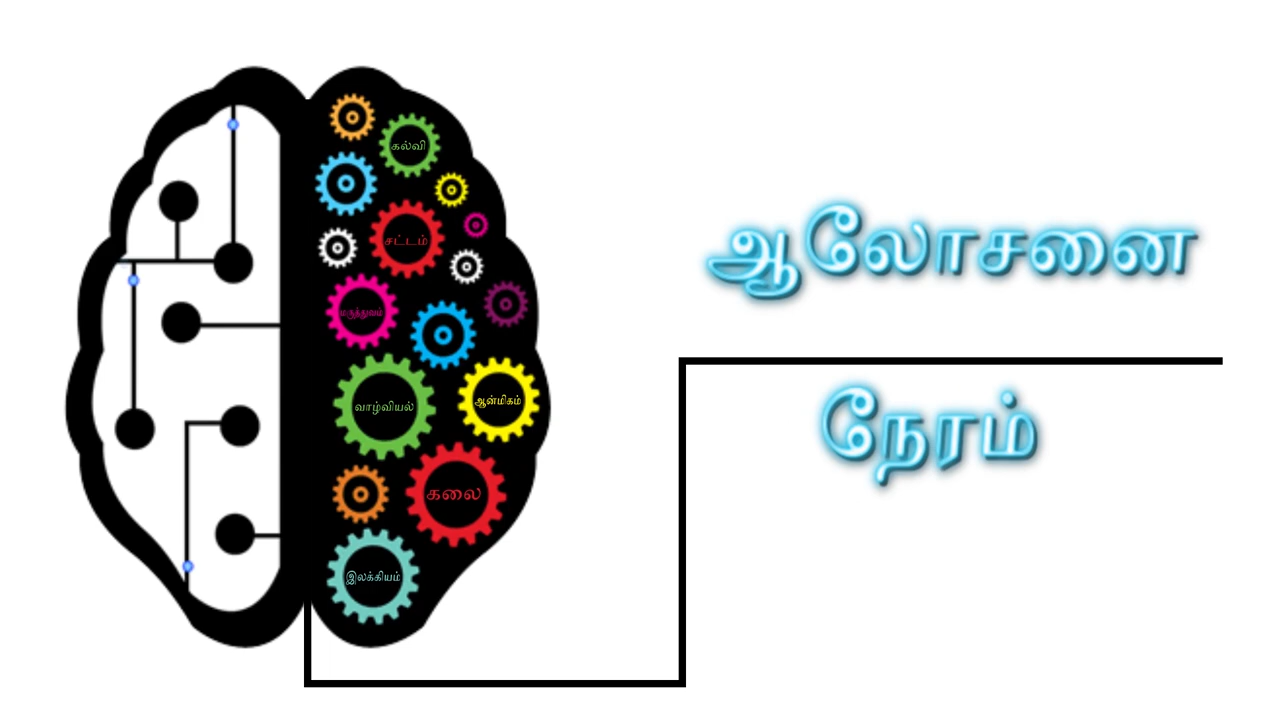 கல்வி
சட்டம்
மருத்துவம்
வாழ்வியல்
ஆன்மிகம்
கலை
இலக்கியம்
ஆலோசனை
நேரம்